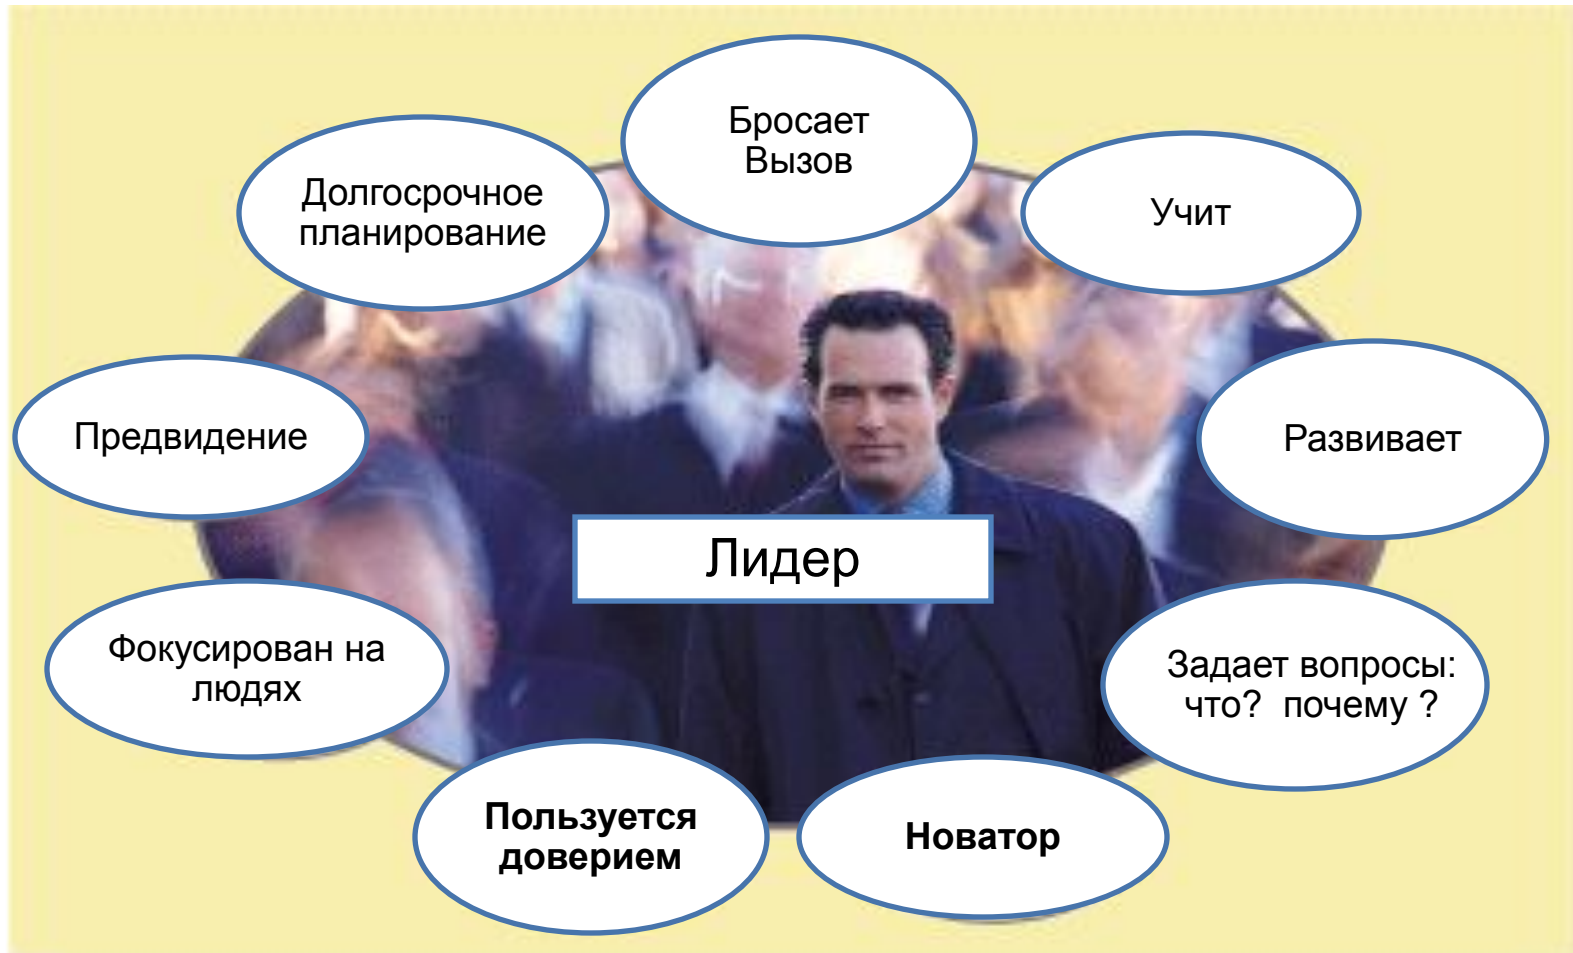 Бросает
Вызов
Долгосрочное
планирование
Учит
Предвидение
Развивает
Лидер
Фокусирован на
людях
Задает вопросы:
что?  почему ?
Пользуется
доверием
Новатор